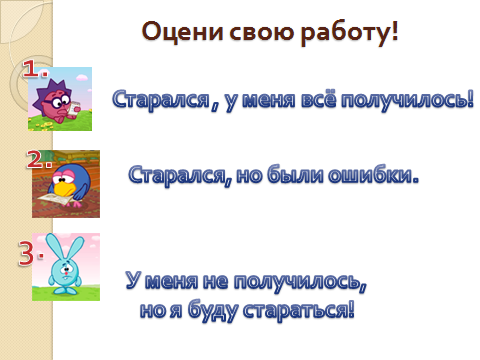 Оцени свою работу!
1.
Старался , у меня всё получилось!
2.
Старался, но были ошибки.
3.
У меня не получилось,
но я буду стараться!